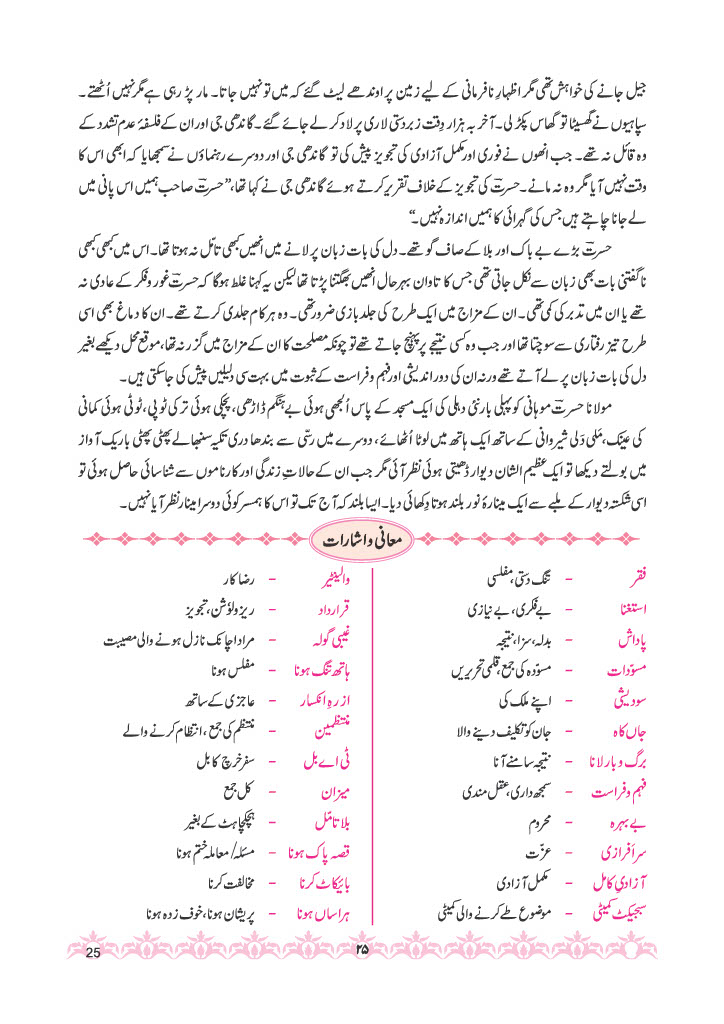 جیل جانے کی خواہش تھی مگر اظہارِ نافرمانی کے لیے زمین پر اوندھے لیٹ گئے کہ میں تو نہیں جاتا۔ مار پڑ رہی ہے مگر نہیں اُٹھتے۔
سپاہیوں نے گھسیٹا تو گھاس پکڑ لی۔ آخر بہ ہزار دِقت زبردستی لاری پر لاد کر لے جائے گئے۔ گاندھی جی اور ان کے فلسفۂ عدم تشدد کے
وہ قائل نہ تھے۔ جب انھوں نے فوری اور مکمل آزادی کی تجویز پیش کی تو گاندھی جی اور دوسرے رہنماؤں نے سمجھایا کہ ابھی اس کا
وقت نہیں آیا مگر وہ نہ مانے۔ حسرتؔ کی تجویز کے خلاف تقریر کرتے ہوئے گاندھی جی نے کہا تھا، ”حسرتؔ صاحب ہمیں اس پانی میں
لے جانا چاہتے ہیں جس کی گہرائی کا ہمیں اندازہ نہیں۔“
حسرتؔ بڑے بے باک اور بلا کے صاف گو تھے۔ دل کی بات زبان پر لانے میں انھیں کبھی تامّل نہ ہوتا تھا۔ اس میں کبھی کبھی
ناگفتنی بات بھی زبان سے نکل جاتی تھی جس کا تاوان بہرحال انھیں بھگتنا پڑتا تھا لیکن یہ کہنا غلط ہوگا کہ حسرتؔ غور و فکر کے عادی نہ
تھے یا ان میں تدبر کی کمی تھی۔ ان کے مزاج میں ایک طرح کی جلد بازی ضرور تھی۔ وہ ہر کام جلدی کرتے تھے۔ ان کا دماغ بھی اسی
طرح تیز رفتاری سے سوچتا تھا اور جب وہ کسی نتیجے پر پہنچ جاتے تھے تو چونکہ مصلحت کا ان کے مزاج میں گزر نہ تھا، موقع محل دیکھے بغیر
دل کی بات زبان پر لے آتے تھے ورنہ ان کی دور اندیشی اور فہم و فراست کے ثبوت میں بہت سی دلیلیں پیش کی جاسکتی ہیں۔
مولانا حسرتؔ موہانی کو پہلی بار نئی دہلی کی ایک مسجد کے پاس اُلجھی ہوئی بے ہنگم ڈاڑھی، پچکی ہوئی ترکی ٹوپی، ٹوٹی ہوئی کمانی
کی عینک، مَلی دَلی شیروانی کے ساتھ ایک ہاتھ میں لوٹا اُٹھائے، دوسرے میں رسّی سے بندھا دری تکیہ سنبھالے پھٹی پھٹی باریک آواز
میں بولتے دیکھا تو ایک عظیم الشان دیوار ڈھیتی ہوئی نظر آئی مگر جب ان کے حالاتِ زندگی اور کارناموں سے شناسائی حاصل ہوئی تو
اسی شکستہ دیوار کے ملبے سے ایک مینارۂ نور بلند ہوتا دِکھائی دیا۔ ایسا بلند کہ آج تک تو اس کا ہمسر کوئی دوسرا مینار نظر آیا نہیں۔
معانی و اشارات
فقر – تنگ دستی، مفلسی
استغنا – بے فکری، بے نیازی
پاداش – بدلہ، سزا، نتیجہ
مسوّدات – مسوّدہ کی جمع، قلمی تحریریں
سودیشی – اپنے ملک کی
جاں کاہ – جان کو تکلیف دینے والا
برگ و بار لانا – نتیجہ سامنے آنا
فہم و فراست – سمجھ داری، عقل مندی
بے بہرہ – محروم
سرافرازی – عزّت
آزادیِ کامل – مکمل آزادی
سبجیکٹ کمیٹی – موضوع طے کرنے والی کمیٹی
والینٹیر – رضا کار
قرارداد – ریزولوُشن، تجویز
غیبی گولہ – مراد اچانک نازل ہونے والی مصیبت
ہاتھ تنگ ہونا – مفلس ہونا
از رہِ انکسار – عاجزی کے ساتھ
منتظمین – منتظم کی جمع، انتظام کرنے والے
ٹی اے بل – سفر خرچ کا بل
میزان – کل جمع
بلا تامّل – ہچکچاہٹ کے بغیر
قصہ پاک ہونا – مسئلہ/ معاملہ ختم ہونا
بائیکاٹ کرنا – مخالفت کرنا
ہراساں ہونا – پریشان ہونا، خوف زدہ ہونا
۲۵
25